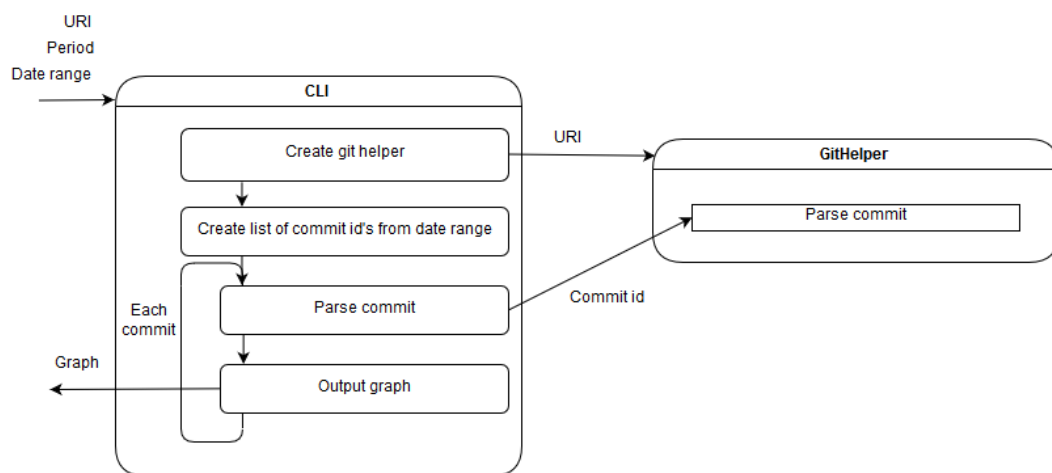 URI
Period
Date range
CLI
Create git helper
URI
GitHelper
Create list of commit id's from date range
Parse commit
Each
commit
Parse commit
Commit id
Graph
Output graph